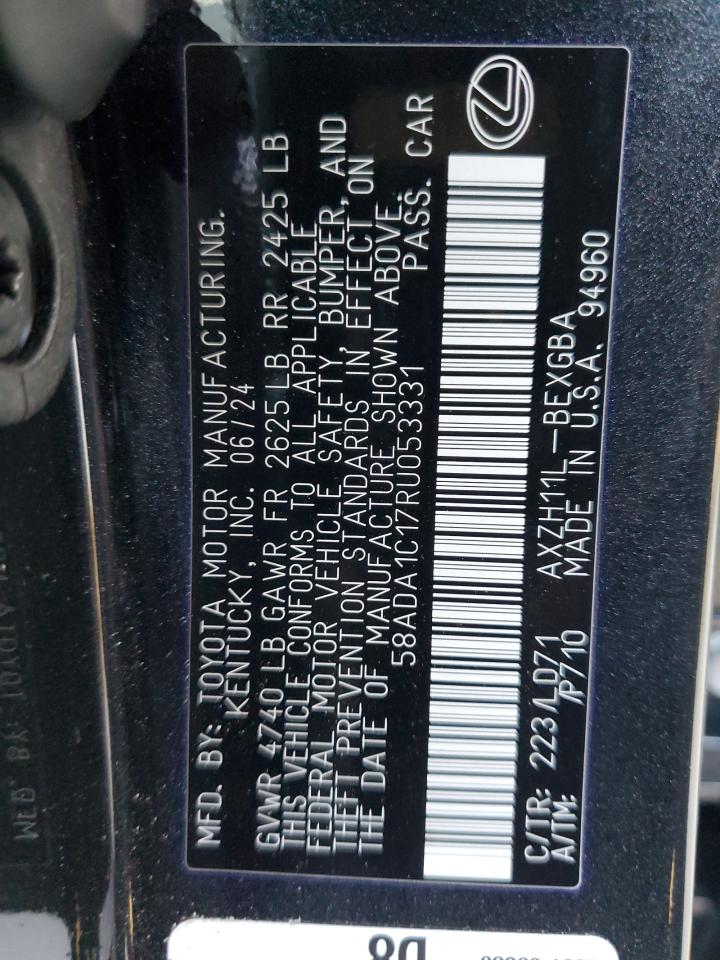 MFD. BY: TOYOTA MOTOR MANUFACTURING.
KENTUCKY, INC. 06/24
GVWR 4740 LB GAWR FR 2625 LB RR 2425 LB
THIS VEHICLE CONFORMS TO ALL APPLICABLE
FEDERAL MOTOR VEHICLE SAFETY, BUMPER, AND
THEFT PREVENTION STANDARDS IN EFFECT ON
THE DATE OF MANUFACTURE SHOWN ABOVE.
58ADA1C17RU053331 PASS. CAR
C/TR: 223/LD71 AXZH11L-BEXGBA
A/TM: /P710 MADE IN U.S.A. 94960
D8